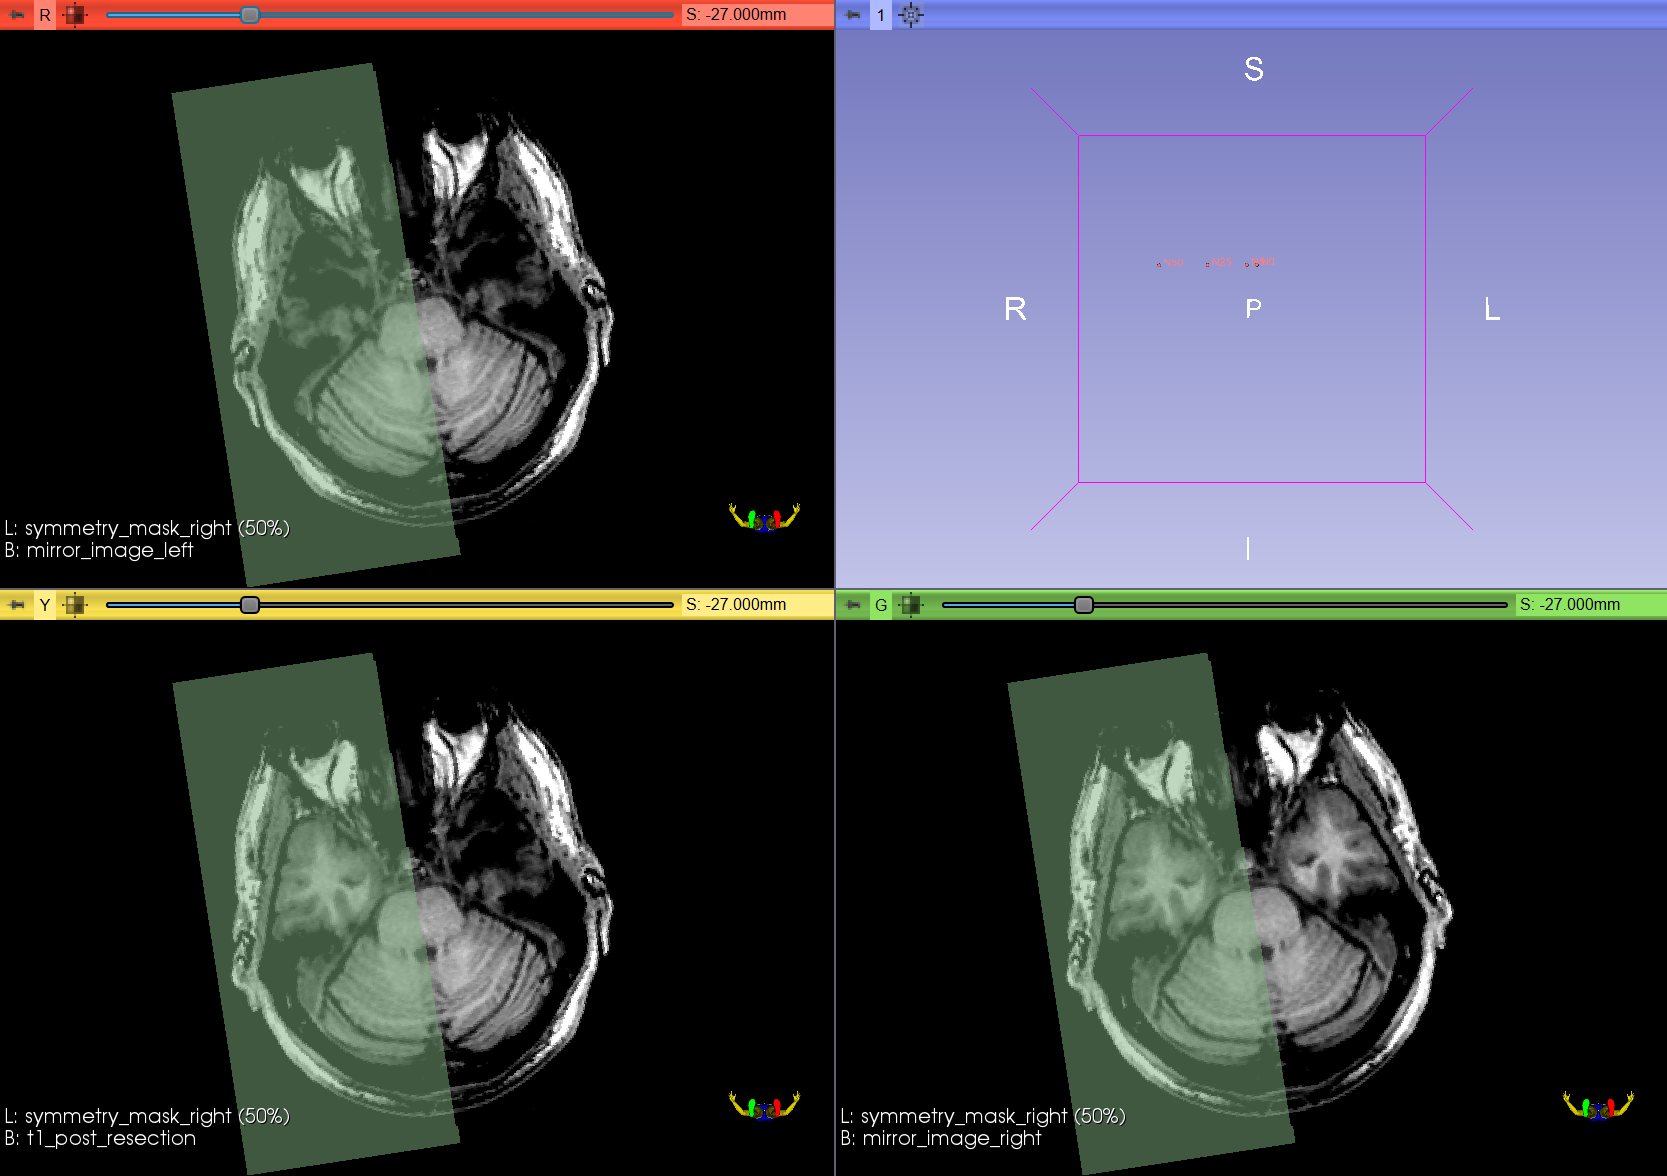 R
S: -27.000mm
L: symmetry_mask_right (50%)
B: mirror_image_left
1
S
R
P
L
I
Y
S: -27.000mm
L: symmetry_mask_right (50%)
B: t1_post_resection
G
S: -27.000mm
L: symmetry_mask_right (50%)
B: mirror_image_right